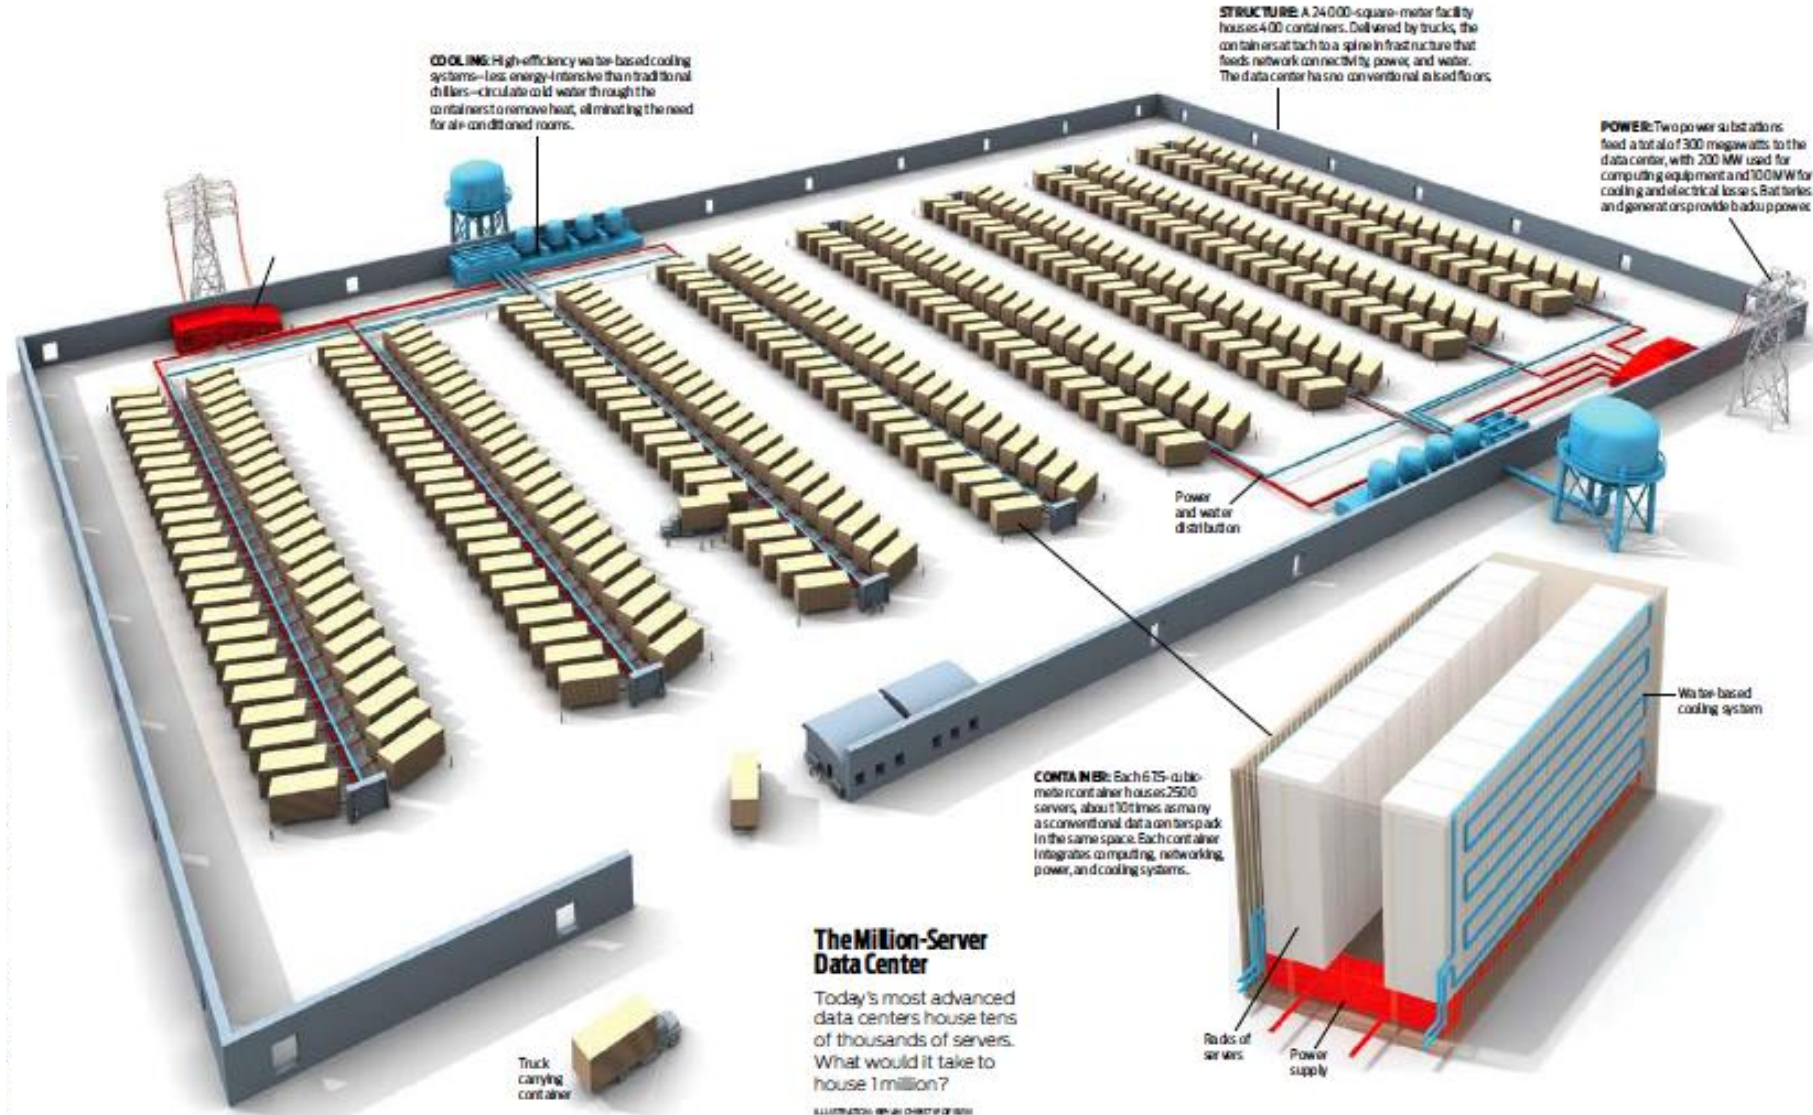 STRUCTURE: A 24 000-square-meter facility
houses 400 containers. Delivered by trucks, the
containers attach to a spine infrastructure that
feeds network connectivity, power, and water.
The data center has no conventional raised floors.
COOLING: High-efficiency water-based cooling
systems—less energy-intensive than traditional
chillers—circulate cold water through the
containers to remove heat, eliminating the need
for air-conditioned rooms.
POWER: Two power substations
feed a total of 300 megawatts to the
data center, with 200 MW used for
computing equipment and 100 MW for
cooling and electrical losses. Batteries
and generators provide backup power.
Power
and water
distribution
Water-based
cooling system
CONTAINER: Each 67.5-cubic-
meter container houses 2500
servers, about 10 times as many
as conventional data centers pack
in the same space. Each container
integrates computing, networking,
power, and cooling systems.
Racks of
servers
Power
supply
Truck
carrying
container
The Million-Server
Data Center
Today's most advanced
data centers house tens
of thousands of servers.
What would it take to
house 1 million?